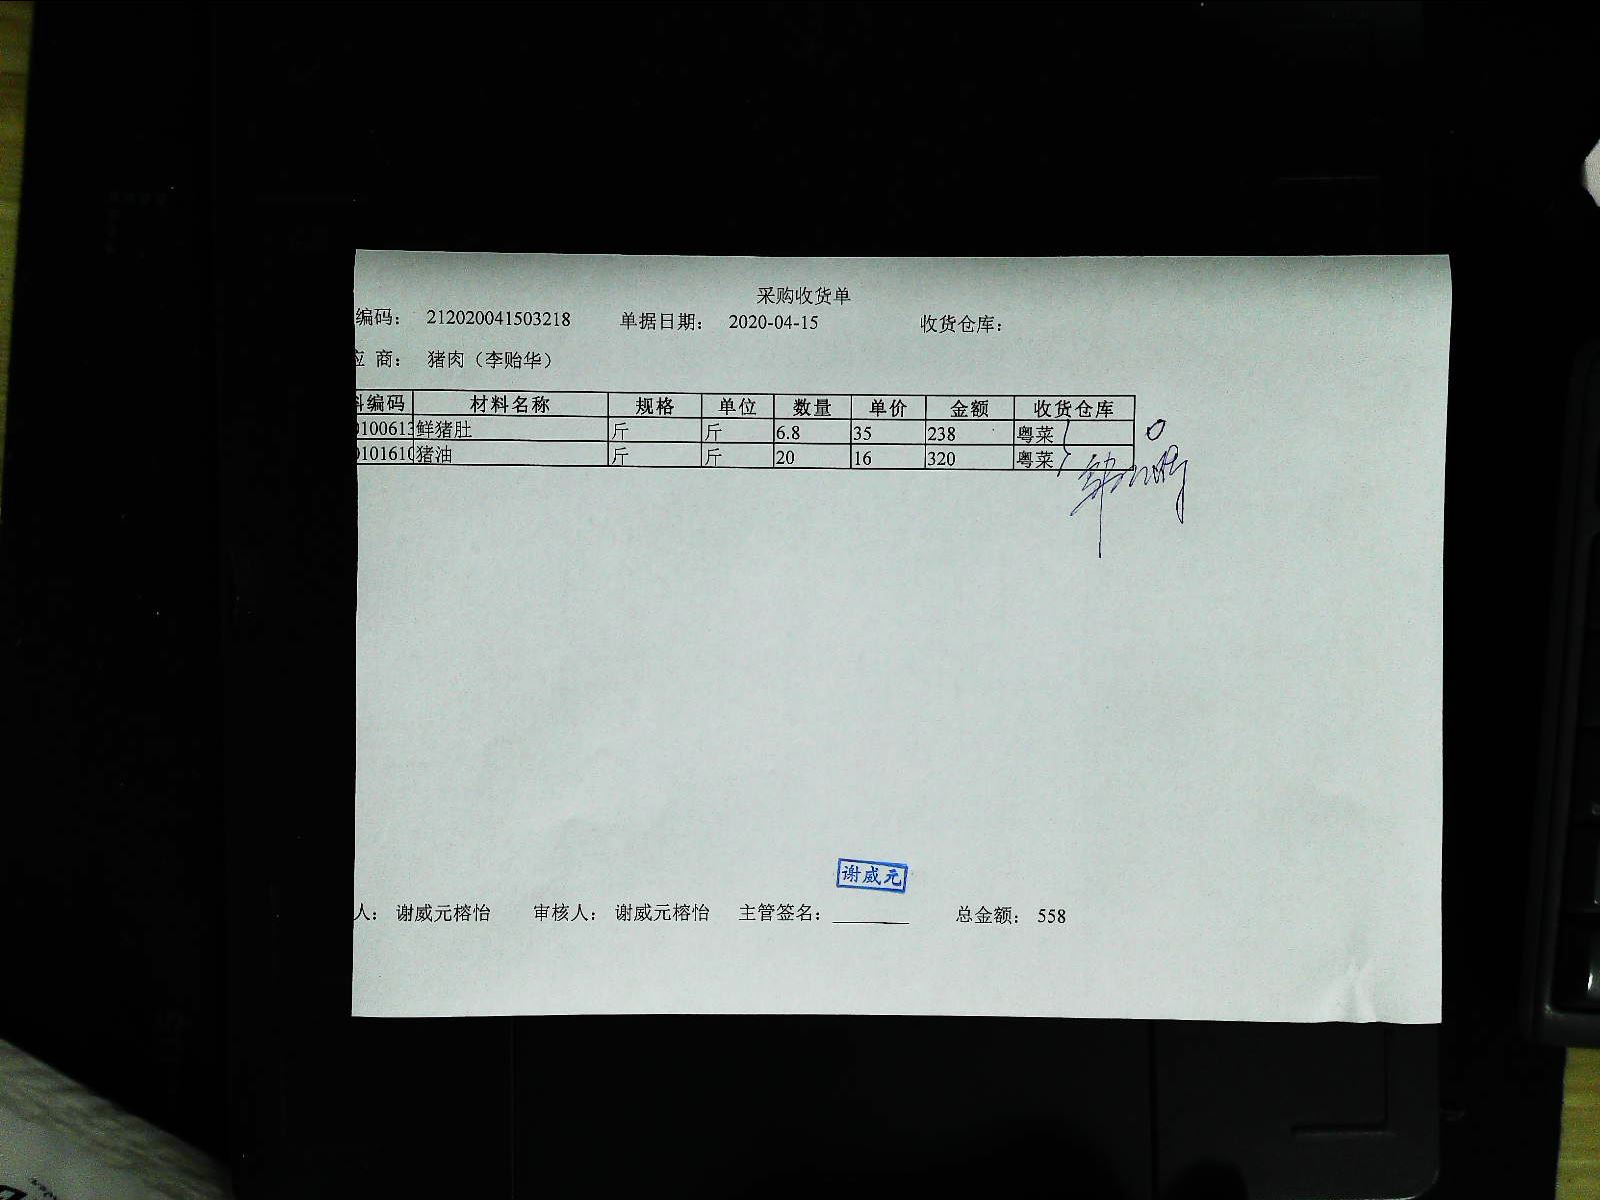 采购收货单
编码： 212020041503218 单据日期： 2020-04-15 收货仓库：
应 商： 猪肉（李贻华）
料编码 材料名称 规格 单位 数量 单价 金额 收货仓库
0100613 鲜猪肚 斤 斤 6.8 35 238 粤菜
0101610 猪油 斤 斤 20 16 320 粤菜
谢威元
人： 谢威元榕怡 审核人： 谢威元榕怡 主管签名： 总金额： 558